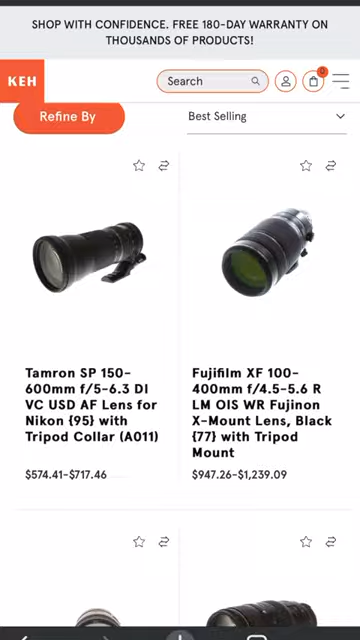 SHOP WITH CONFIDENCE. FREE 180-DAY WARRANTY ON
THOUSANDS OF PRODUCTS!
KEH
Search
0
Refine By
Best Selling
Tamron SP 150-
600mm f/5-6.3 DI
VC USD AF Lens for
Nikon {95} with
Tripod Collar (A011)
$574.41-$717.46
Fujifilm XF 100-
400mm f/4.5-5.6 R
LM OIS WR Fujinon
X-Mount Lens, Black
{77} with Tripod
Mount
$947.26-$1,239.09